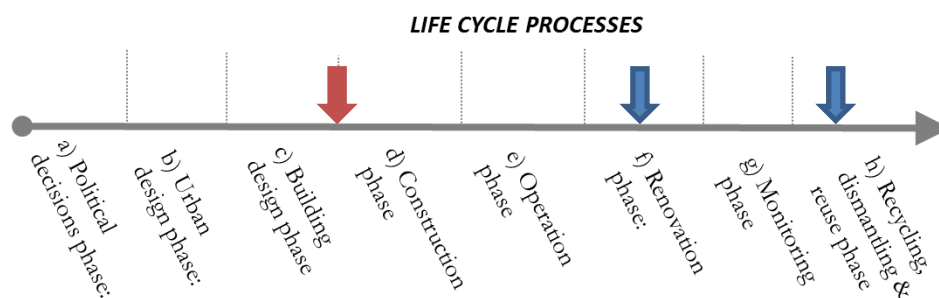 LIFE CYCLE PROCESSES
a) Political
decisions phase:
b) Urban
design phase:
c) Building
design phase
d) Construction
phase
e) Operation
phase
f) Renovation
phase:
g) Monitoring
phase
h) Recycling,
dismantling &
reuse phase